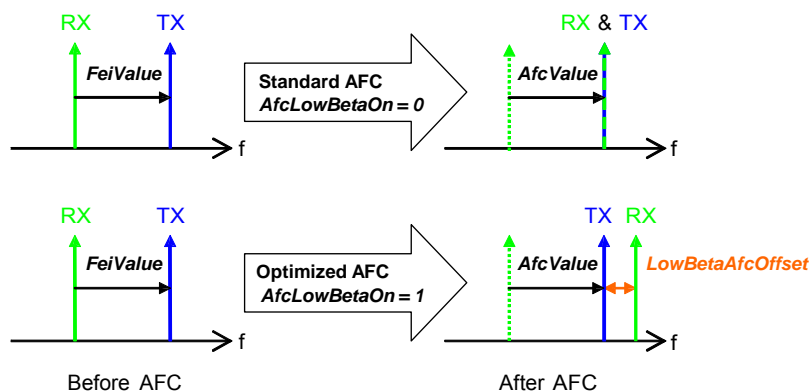 RX TX
FeiValue
f
Standard AFC
AfcLowBetaOn = 0
RX & TX
AfcValue
f
RX TX
FeiValue
f
Optimized AFC
AfcLowBetaOn = 1
TX RX
AfcValue
LowBetaAfcOffset
f
Before AFC
After AFC